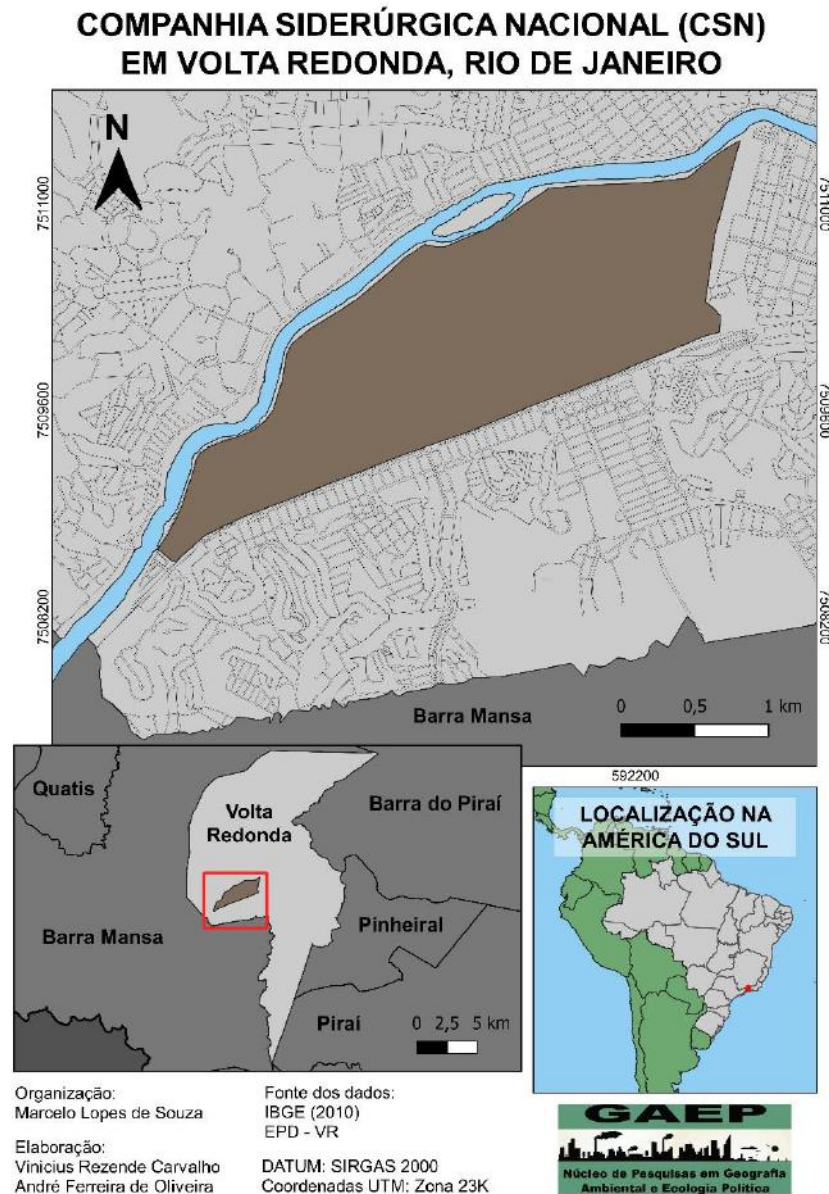 COMPANHIA SIDERÚRGICA NACIONAL (CSN)
EM VOLTA REDONDA, RIO DE JANEIRO
N
7511000
7511000
7509600
7509600
7508200
7508200
Barra Mansa
0 0,5 1 km
592200
Quatis
Volta
Redonda
Barra do Piraí
Barra Mansa
Pinheiral
Piraí
0 2,5 5 km
LOCALIZAÇÃO NA
AMÉRICA DO SUL
Organização:
Marcelo Lopes de Souza
Elaboração:
Vinicius Rezende Carvalho
André Ferreira de Oliveira
Fonte dos dados:
IBGE (2010)
EPD - VR
DATUM: SIRGAS 2000
Coordenadas UTM: Zona 23K
GAEP
Núcleo de Pesquisas em Geografia
Ambiental e Ecologia Política